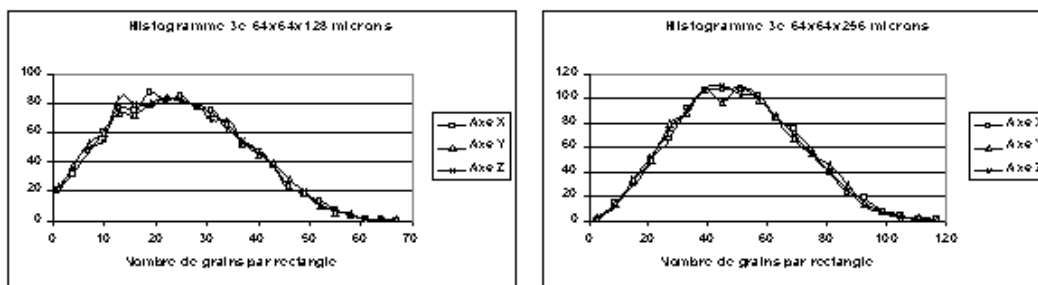 Histogramme 3e 64x64x128 microns
100
80
60
40
20
0
0 10 20 30 40 50 60 70
Nombre de grains par rectangle
Axe X
Axe Y
Axe Z
Histogramme 3e 64x64x256 microns
120
100
80
60
40
20
0
0 20 40 60 80 100 120
Nombre de grains par rectangle
Axe X
Axe Y
Axe Z